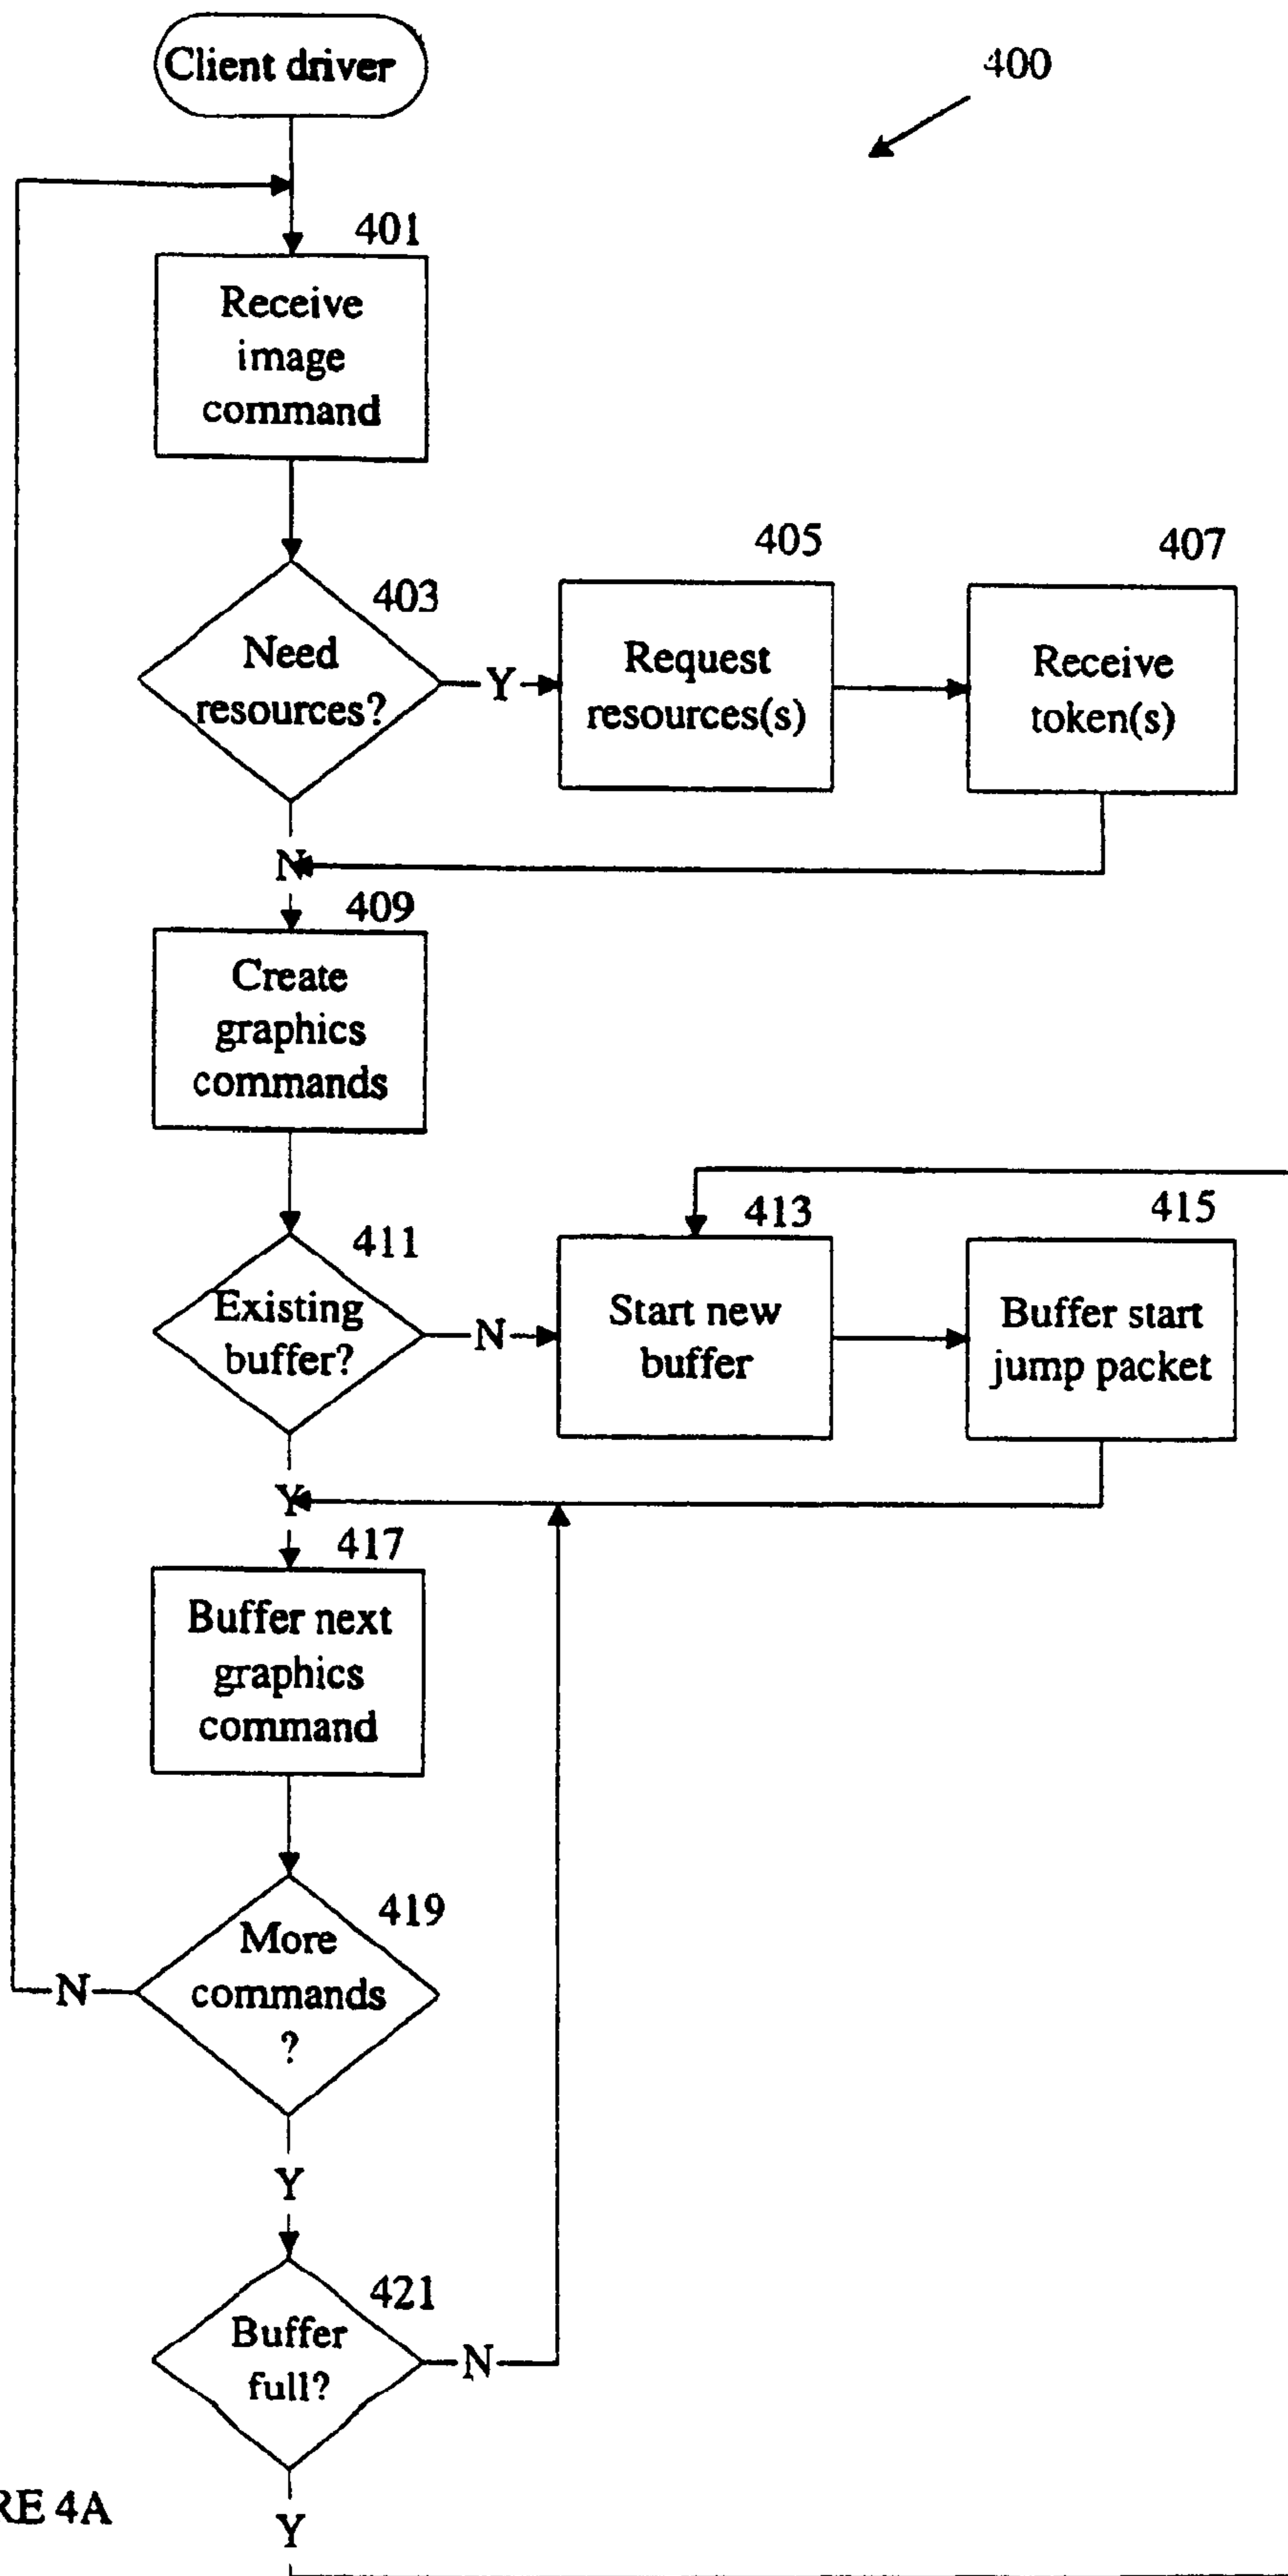 Client driver
400
401
Receive
image
command
403
Need
resources?
Y
405
Request
resources(s)
407
Receive
token(s)
N
409
Create
graphics
commands
411
Existing
buffer?
N
413
Start new
buffer
415
Buffer start
jump packet
Y
417
Buffer next
graphics
command
419
More
commands
?
N
Y
421
Buffer
full?
N
RE 4A
Y